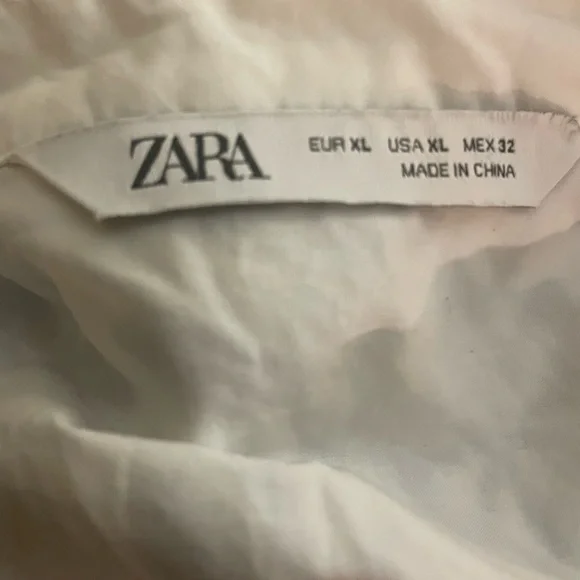 ZARA
EUR XL USA XL MEX 32
MADE IN CHINA